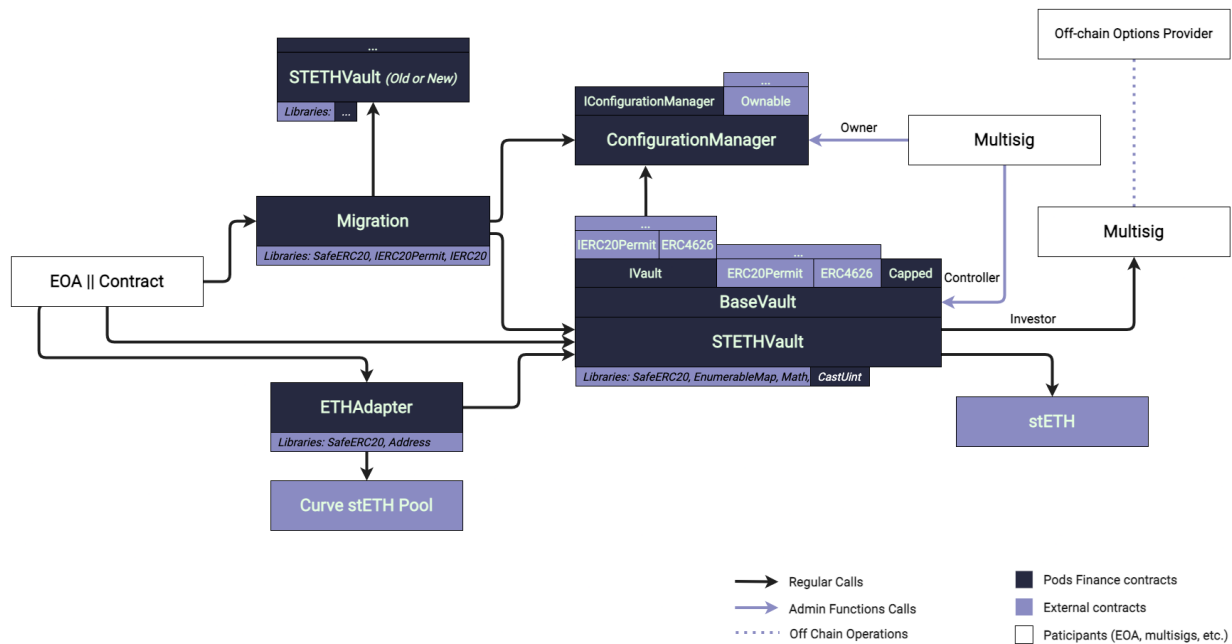 Off-chain Options Provider
...
STETHVault (Old or New)
Libraries: ...
...
IConfigurationManager Ownable
ConfigurationManager
Owner
Multisig
Migration
Libraries: SafeERC20, IERC20Permit, IERC20
...
IERC20Permit ERC4626
...
IVault ERC20Permit ERC4626 Capped
BaseVault
STETHVault
Libraries: SafeERC20, EnumerableMap, Math, CastUint
Controller
Multisig
Investor
EOA || Contract
ETHAdapter
Libraries: SafeERC20, Address
stETH
Curve stETH Pool
Regular Calls
Admin Functions Calls
Off Chain Operations
Pods Finance contracts
External contracts
Paticipants (EOA, multisigs, etc.)